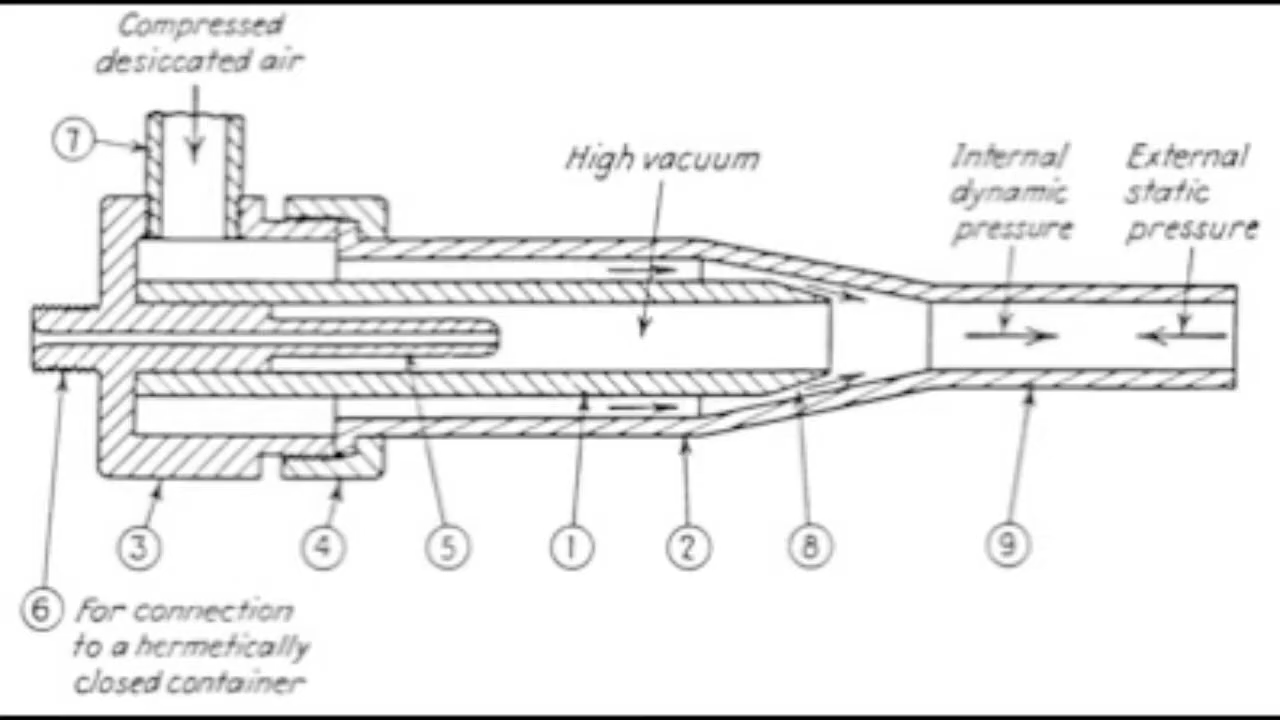 Compressed
desiccated air
7
High vacuum
Internal
dynamic
pressure
External
static
pressure
3
4
5
1
2
8
9
6 For connection
to a hermetically
closed container